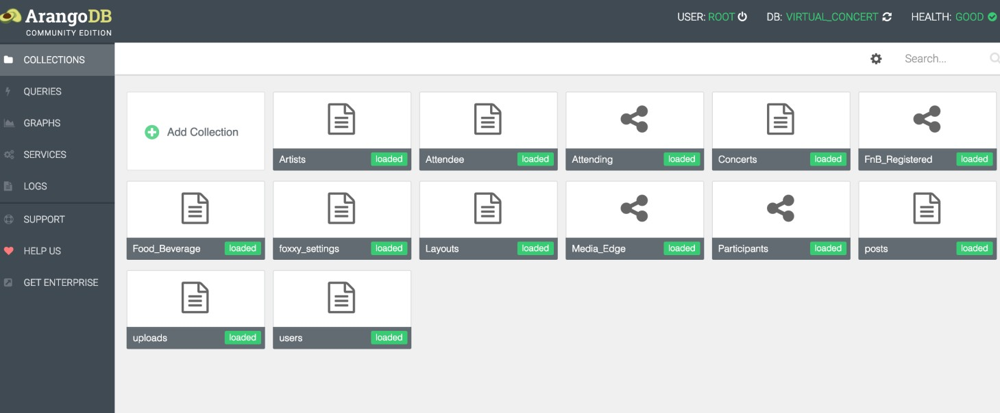 ArangoDB
COMMUNITY EDITION
USER: ROOT DB: VIRTUAL_CONCERT HEALTH: GOOD
COLLECTIONS
QUERIES
GRAPHS
SERVICES
LOGS
SUPPORT
HELP US
GET ENTERPRISE
Search...
Add Collection
Artists loaded
Attendee loaded
Attending loaded
Concerts loaded
FnB_Registered loaded
Food_Beverage loaded
foxxy_settings loaded
Layouts loaded
Media_Edge loaded
Participants loaded
posts loaded
uploads loaded
users loaded